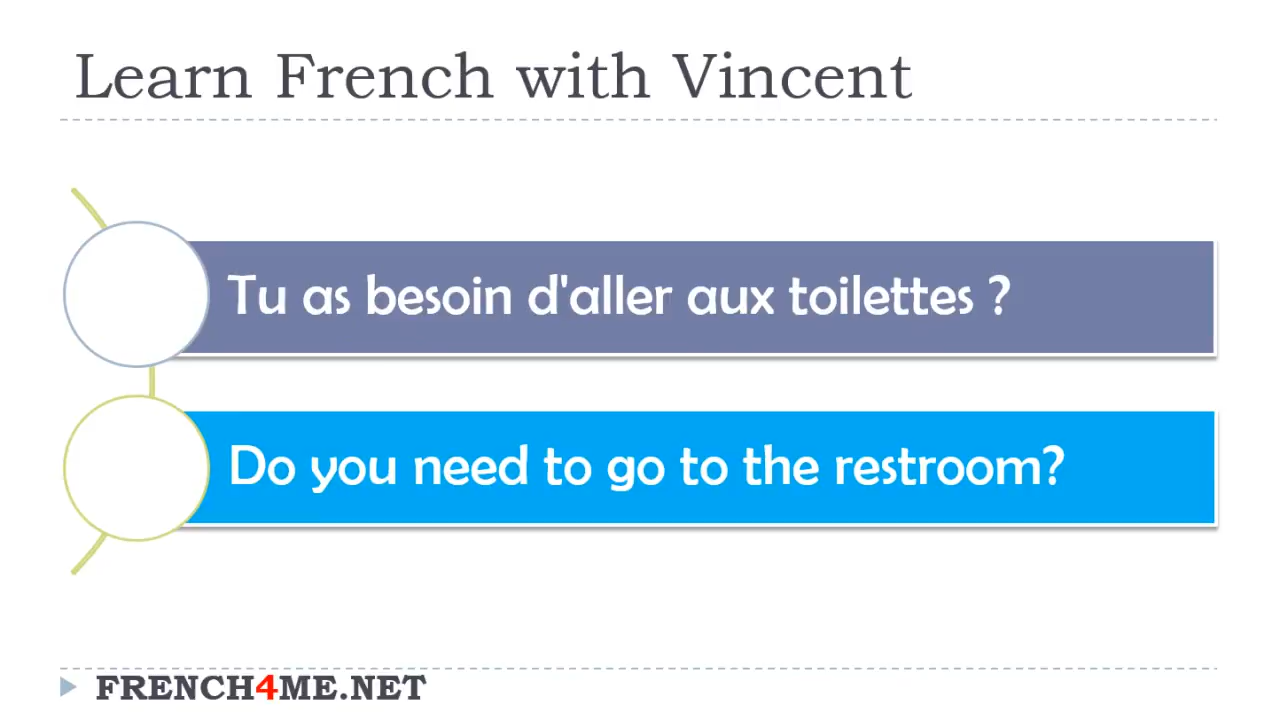 Learn French with Vincent
Tu as besoin d'aller aux toilettes ?
Do you need to go to the restroom?
FRENCH4ME.NET